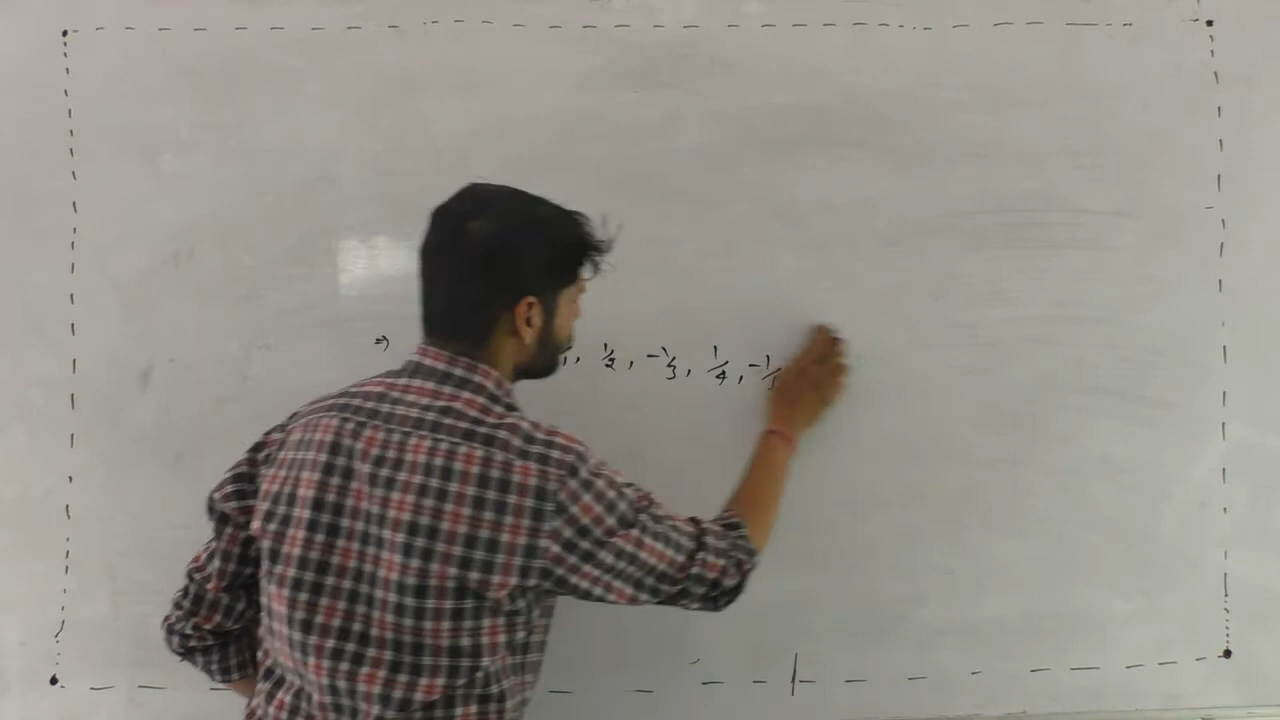 ⇒ 1, 1/2, -1/3, 1/4, -1/5